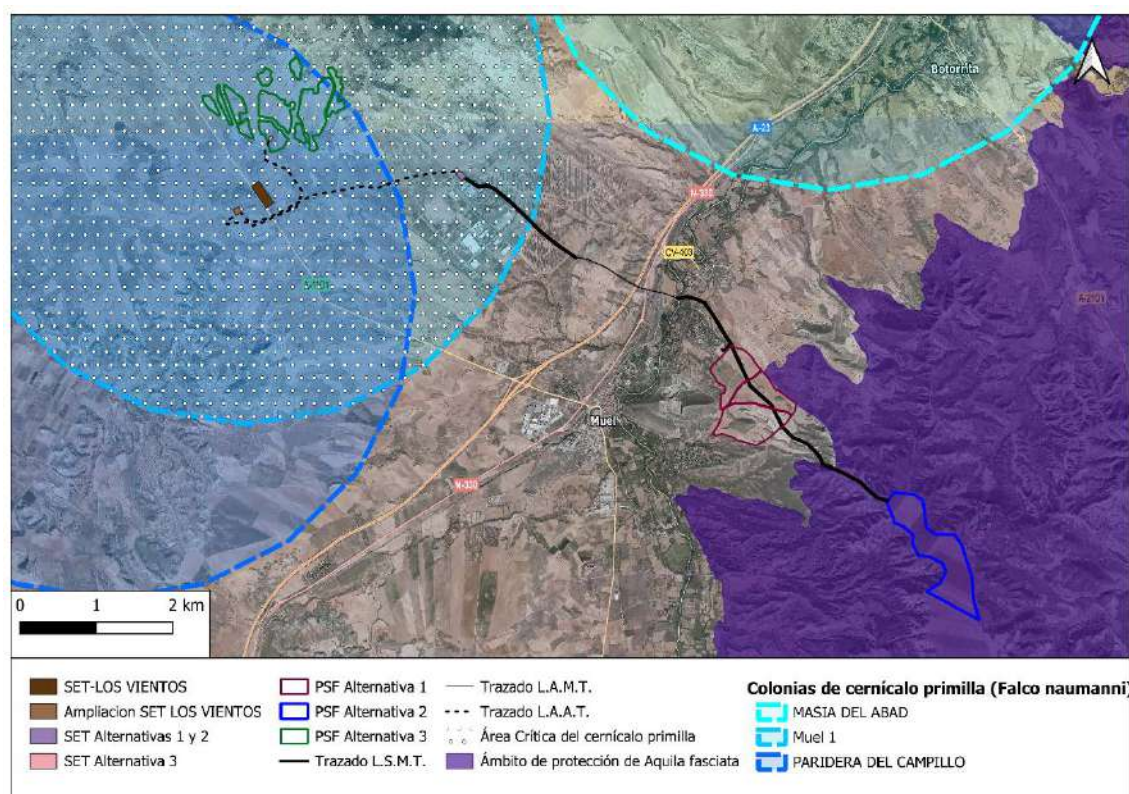 Botorrita
A-23
N-330
CV-403
A-1101
A-2101
Muel
N-330
0 1 2 km
SET-LOS VIENTOS
Ampliacion SET LOS VIENTOS
SET Alternativas 1 y 2
SET Alternativa 3
PSF Alternativa 1
PSF Alternativa 2
PSF Alternativa 3
Trazado L.S.M.T.
Trazado L.A.M.T.
Trazado L.A.A.T.
Área Crítica del cernícalo primilla
Ámbito de protección de Aquila fasciata
Colonias de cernícalo primilla (Falco naumanni)
MASIA DEL ABAD
Muel 1
PARIDERA DEL CAMPILLO